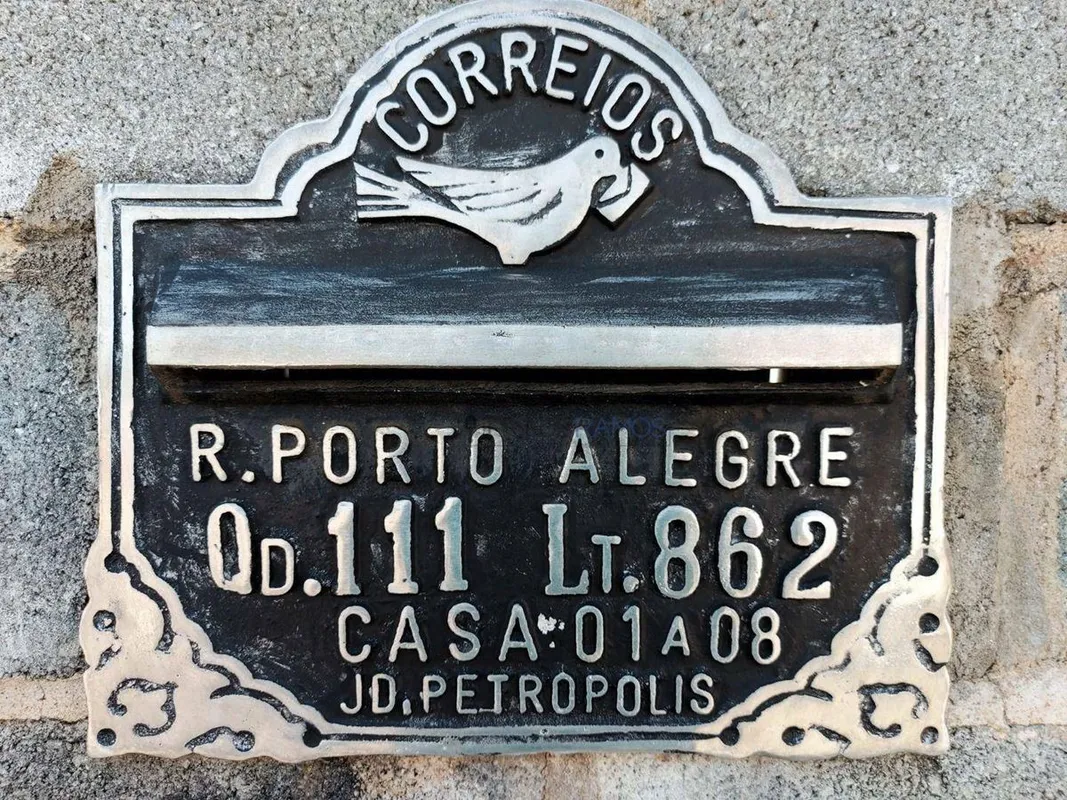 CORREIOS
R. PORTO ALEGRE
QD. 111 LT. 862
CASA: 01 A 08
JD. PETROPOLIS